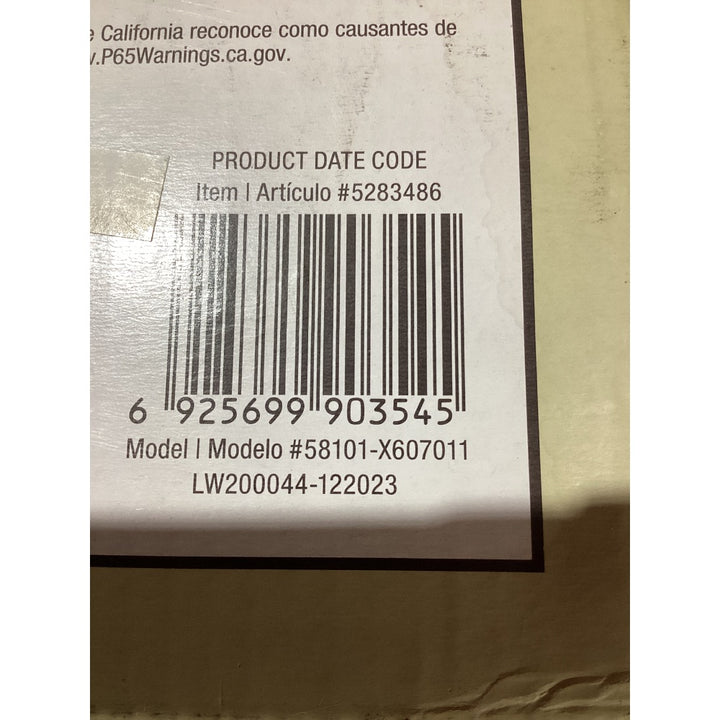 California reconoce como causantes de
.P65Warnings.ca.gov.
PRODUCT DATE CODE
Item | Artículo #5283486
6 925699 903545
Model | Modelo #58101-X607011
LW200044-122023